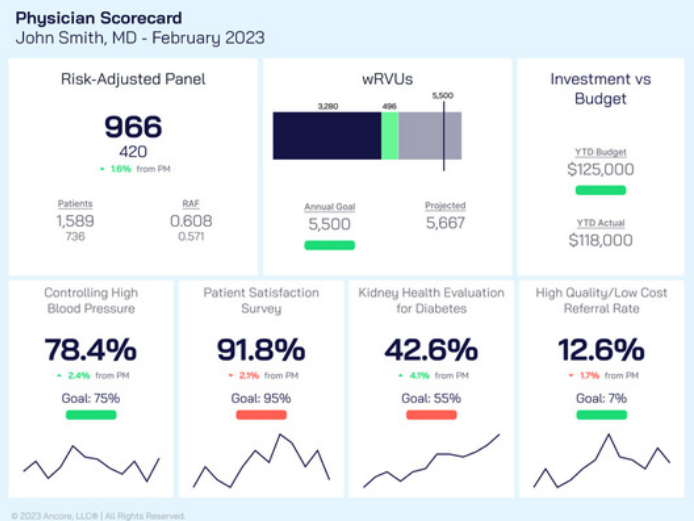 Physician Scorecard
John Smith, MD - February 2023
Risk-Adjusted Panel
966
420
1.6% from PM
Patients
1,589
736
RAF
0.608
0.571
wRVUs
3,280
496
5,500
Annual Goal
5,500
Projected
5,667
Investment vs
Budget
YTD Budget
$125,000
YTD Actual
$118,000
Controlling High
Blood Pressure
78.4%
2.4% from PM
Goal: 75%
Patient Satisfaction
Survey
91.8%
2.1% from PM
Goal: 95%
Kidney Health Evaluation
for Diabetes
42.6%
4.1% from PM
Goal: 55%
High Quality/Low Cost
Referral Rate
12.6%
1.7% from PM
Goal: 7%
© 2023 Ancore, LLC® | All Rights Reserved.